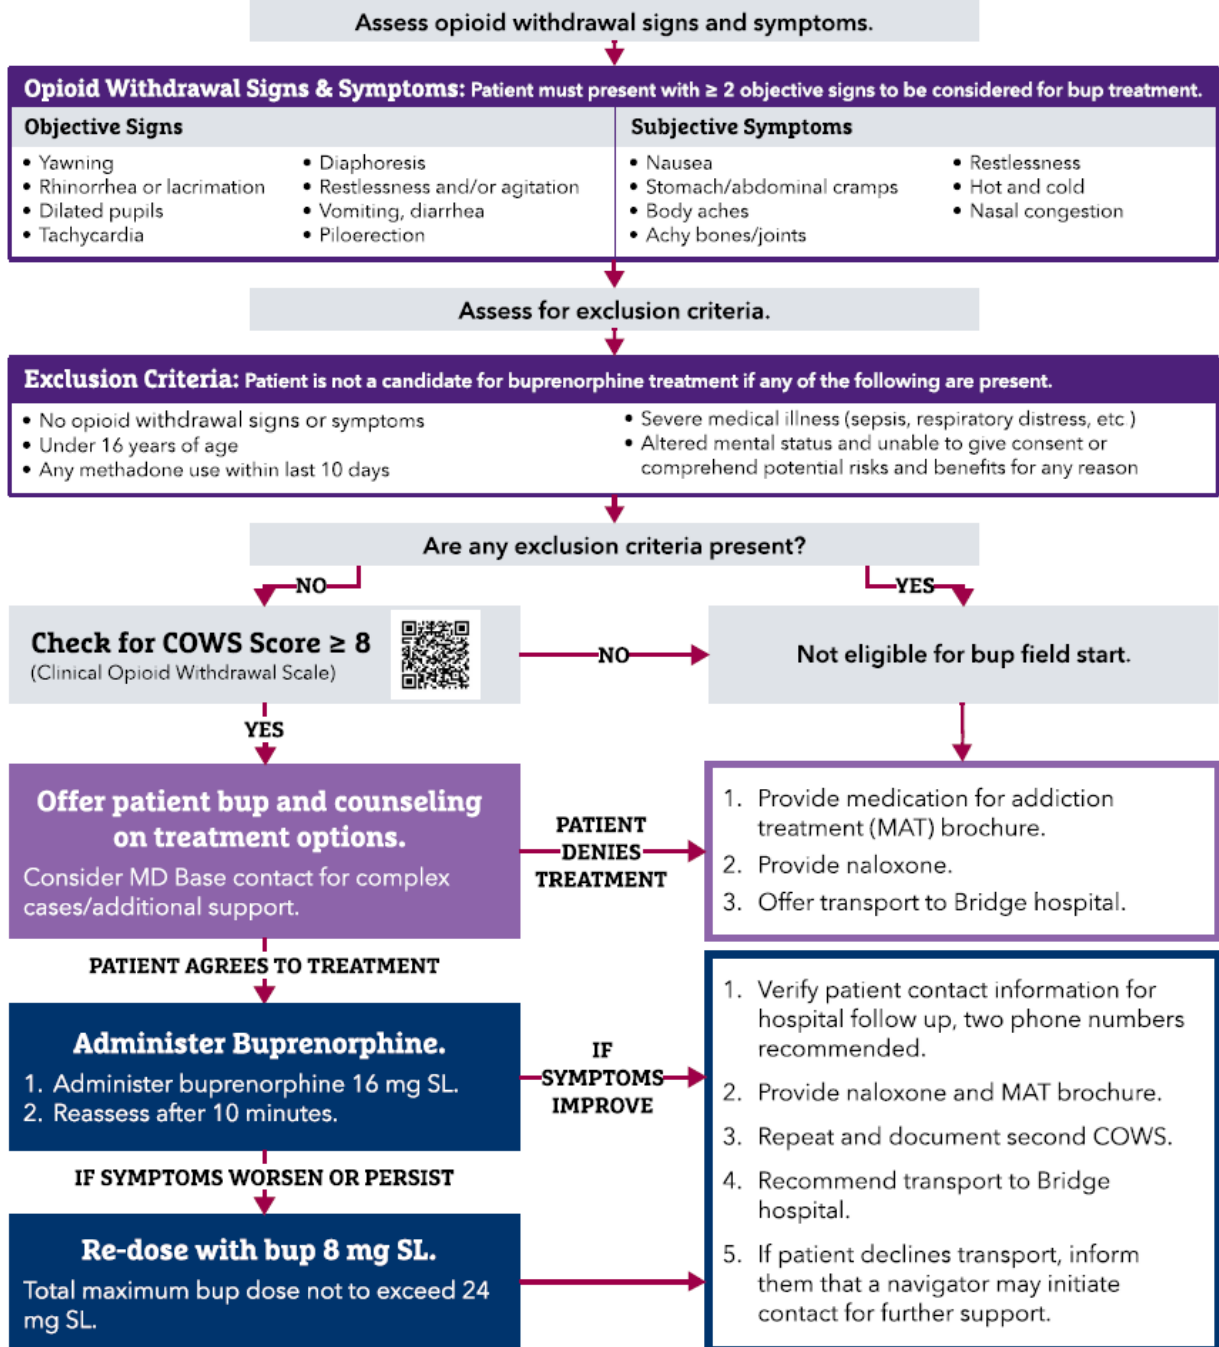 Assess opioid withdrawal signs and symptoms.
Opioid Withdrawal Signs & Symptoms: Patient must present with ≥ 2 objective signs to be considered for bup treatment.
Objective Signs
• Yawning
• Rhinorrhea or lacrimation
• Dilated pupils
• Tachycardia
• Diaphoresis
• Restlessness and/or agitation
• Vomiting, diarrhea
• Piloerection
Subjective Symptoms
• Nausea
• Stomach/abdominal cramps
• Body aches
• Achy bones/joints
• Restlessness
• Hot and cold
• Nasal congestion
Assess for exclusion criteria.
Exclusion Criteria: Patient is not a candidate for buprenorphine treatment if any of the following are present.
• No opioid withdrawal signs or symptoms
• Under 16 years of age
• Any methadone use within last 10 days
• Severe medical illness (sepsis, respiratory distress, etc )
• Altered mental status and unable to give consent or
comprehend potential risks and benefits for any reason
Are any exclusion criteria present?
NO
YES
Check for COWS Score ≥ 8
(Clinical Opioid Withdrawal Scale)
NO
Not eligible for bup field start.
YES
Offer patient bup and counseling
on treatment options.
Consider MD Base contact for complex
cases/additional support.
PATIENT
DENIES
TREATMENT
1. Provide medication for addiction
treatment (MAT) brochure.
2. Provide naloxone.
3. Offer transport to Bridge hospital.
PATIENT AGREES TO TREATMENT
Administer Buprenorphine.
1. Administer buprenorphine 16 mg SL.
2. Reassess after 10 minutes.
IF
SYMPTOMS
IMPROVE
1. Verify patient contact information for
hospital follow up, two phone numbers
recommended.
2. Provide naloxone and MAT brochure.
3. Repeat and document second COWS.
4. Recommend transport to Bridge
hospital.
5. If patient declines transport, inform
them that a navigator may initiate
contact for further support.
IF SYMPTOMS WORSEN OR PERSIST
Re-dose with bup 8 mg SL.
Total maximum bup dose not to exceed 24
mg SL.